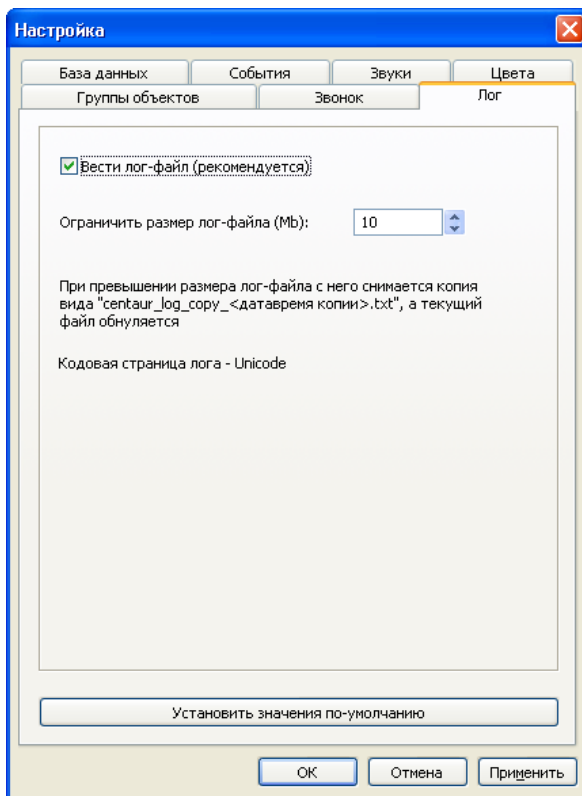 Настройка
База данных
События
Звуки
Цвета
Группы объектов
Звонок
Лог
Вести лог-файл (рекомендуется)
Ограничить размер лог-файла (Mb):
10
При превышении размера лог-файла с него снимается копия
вида "centaur_log_copy_<датавремя копии>.txt", а текущий
файл обнуляется
Кодовая страница лога - Unicode
Установить значения по-умолчанию
ОК
Отмена
Применить